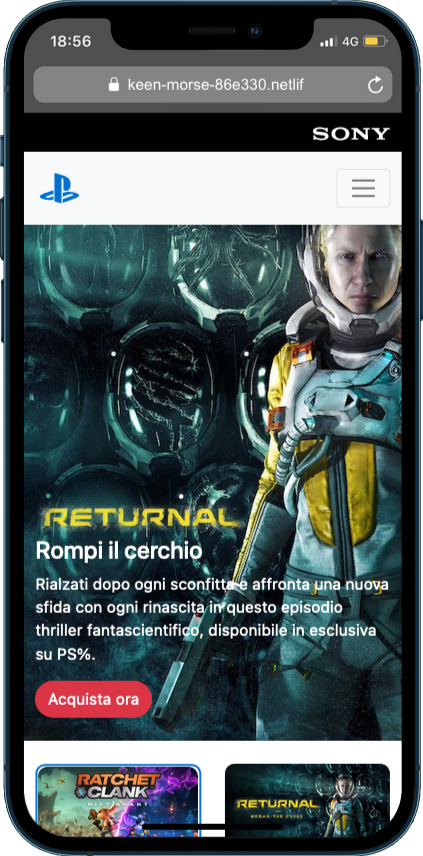 18:56
4G
keen-morse-86e330.netlif
SONY
RETURNAL
Rompi il cerchio
Rialzati dopo ogni sconfitta e affronta una nuova
sfida con ogni rinascita in questo episodio
thriller fantascientifico, disponibile in esclusiva
su PS%.
Acquista ora
RATCHET
CLANK
RIFT APART
RETURNAL
BREAK THE CYCLE